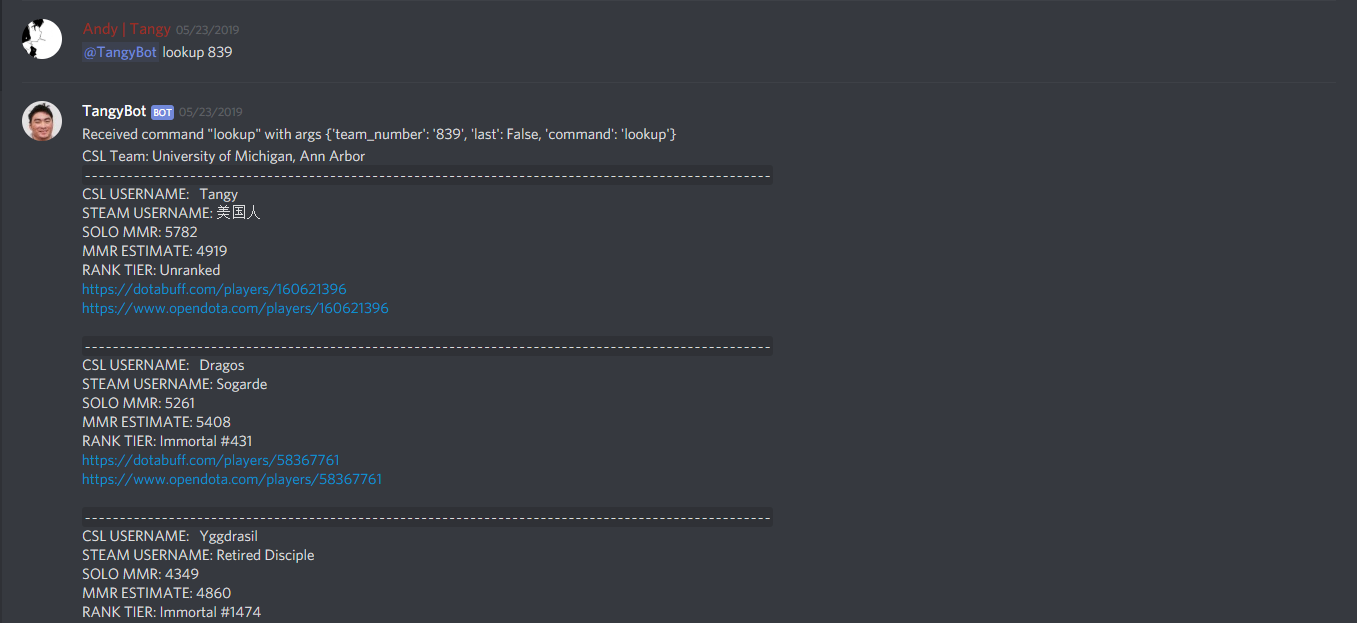 Andy | Tangy 05/23/2019
@TangyBot lookup 839
TangyBot BOT 05/23/2019
Received command "lookup" with args {'team_number': '839', 'last': False, 'command': 'lookup'}
CSL Team: University of Michigan, Ann Arbor
---------------------------------------------------------------------------------------------------
CSL USERNAME:   Tangy
STEAM USERNAME: 美国人
SOLO MMR: 5782
MMR ESTIMATE: 4919
RANK TIER: Unranked
https://dotabuff.com/players/160621396
https://www.opendota.com/players/160621396
---------------------------------------------------------------------------------------------------
CSL USERNAME:   Dragos
STEAM USERNAME: Sogarde
SOLO MMR: 5261
MMR ESTIMATE: 5408
RANK TIER: Immortal #431
https://dotabuff.com/players/58367761
https://www.opendota.com/players/58367761
---------------------------------------------------------------------------------------------------
CSL USERNAME:   Yggdrasil
STEAM USERNAME: Retired Disciple
SOLO MMR: 4349
MMR ESTIMATE: 4860
RANK TIER: Immortal #1474